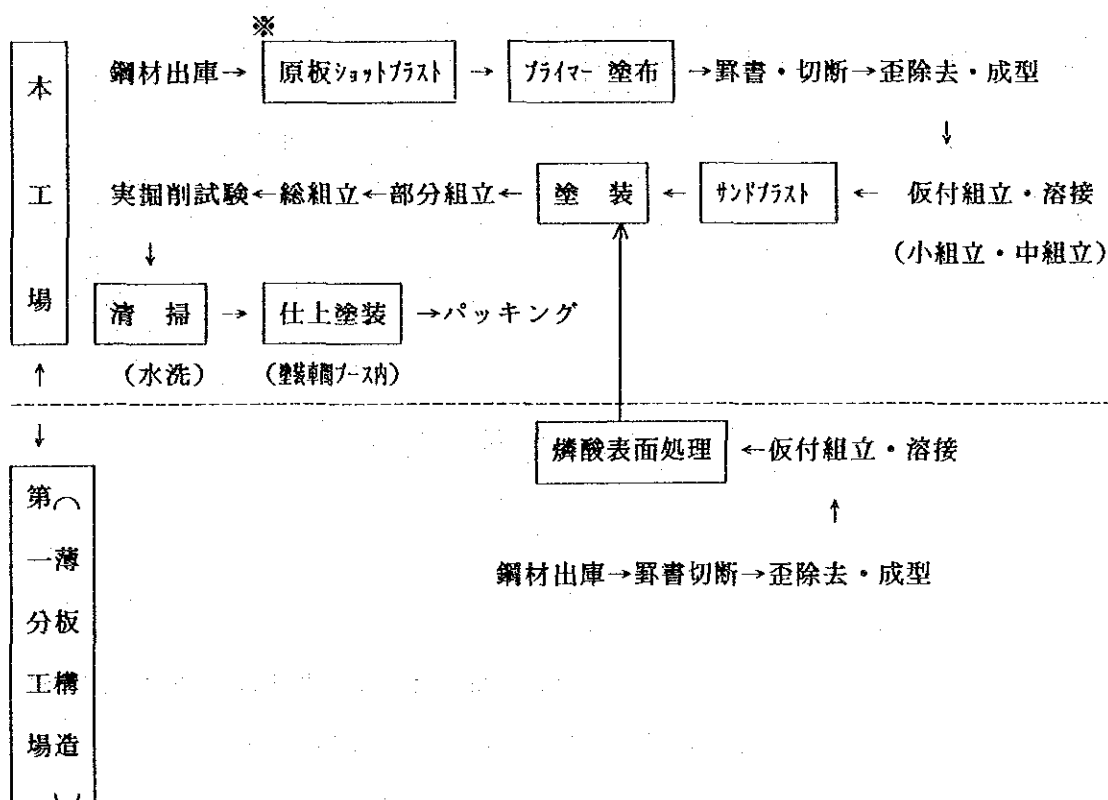 ※
本工場
鋼材出庫→ 原板ショットブラスト → プライマー 塗布 →罫書・切断→歪除去・成型
↓
実掘削試験←総組立←部分組立← 塗 装 ← サンドブラスト ← 仮付組立・溶接
(小組立・中組立)
↓
清 掃 → 仕上塗装 →パッキング
(水洗) (塗装車間ブース内)
↑
↓
燐酸表面処理 ←仮付組立・溶接
↑
鋼材出庫→罫書切断→歪除去・成型
第一分工場
(薄板構造)